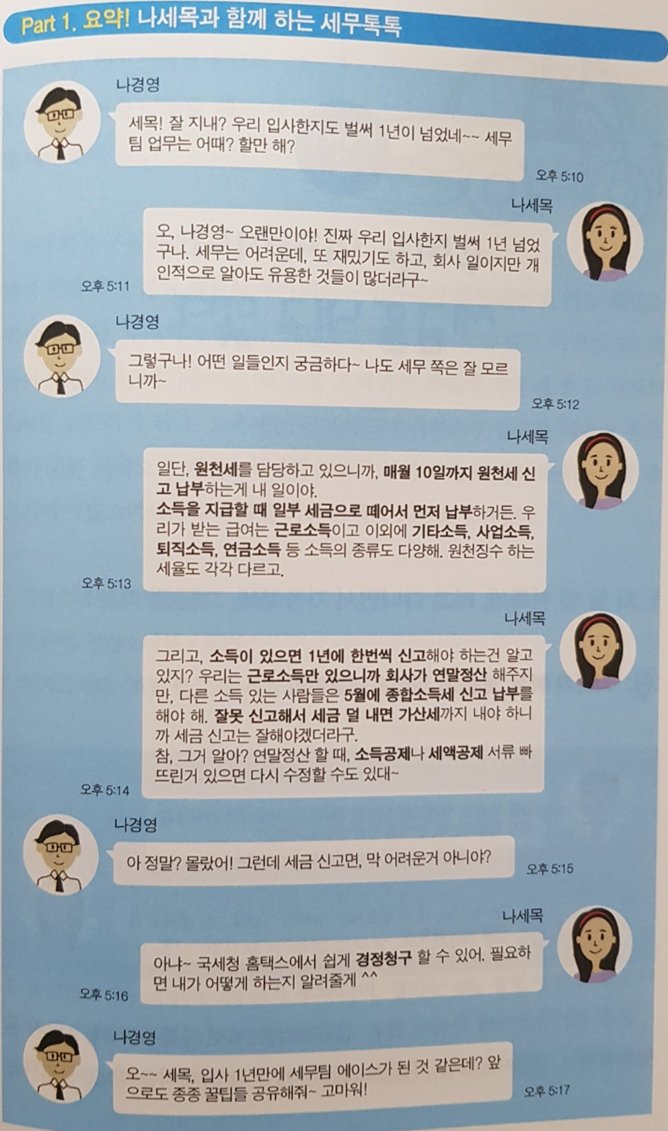 Part 1. 요약! 나세목과 함께 하는 세무톡톡
나경영
세목! 잘 지내? 우리 입사한지도 벌써 1년이 넘었네~~ 세무
팀 업무는 어때? 할만 해?
오후 5:10
나세목
오, 나경영~ 오랜만이야! 진짜 우리 입사한지 벌써 1년 넘었
구나. 세무는 어려운데, 또 재밌기도 하고, 회사 일이지만 개
인적으로 알아도 유용한 것들이 많더라구~
오후 5:11
나경영
그렇구나! 어떤 일들인지 궁금하다~ 나도 세무 쪽은 잘 모르
니까~
오후 5:12
나세목
일단, 원천세를 담당하고 있으니까, 매월 10일까지 원천세 신
고 납부하는게 내 일이야.
소득을 지급할 때 일부 세금으로 떼어서 먼저 납부하거든. 우
리가 받는 급여는 근로소득이고 이외에 기타소득, 사업소득,
퇴직소득, 연금소득 등 소득의 종류도 다양해. 원천징수 하는
세율도 각각 다르고.
오후 5:13
나세목
그리고, 소득이 있으면 1년에 한번씩 신고해야 하는건 알고
있지? 우리는 근로소득만 있으니까 회사가 연말정산 해주지
만, 다른 소득 있는 사람들은 5월에 종합소득세 신고 납부를
해야 해. 잘못 신고해서 세금 덜 내면 가산세까지 내야 하니
까 세금 신고는 잘해야겠더라구.
참, 그거 알아? 연말정산 할 때, 소득공제나 세액공제 서류 빠
뜨린거 있으면 다시 수정할 수도 있대~
오후 5:14
나경영
아 정말? 몰랐어! 그런데 세금 신고면, 막 어려운거 아니야?
오후 5:15
나세목
아냐~ 국세청 홈택스에서 쉽게 경정청구 할 수 있어. 필요하
면 내가 어떻게 하는지 알려줄게 ^^
오후 5:16
나경영
오~~ 세목, 입사 1년만에 세무팀 에이스가 된 것 같은데? 앞
으로도 종종 꿀팁들 공유해줘~ 고마워!
오후 5:17